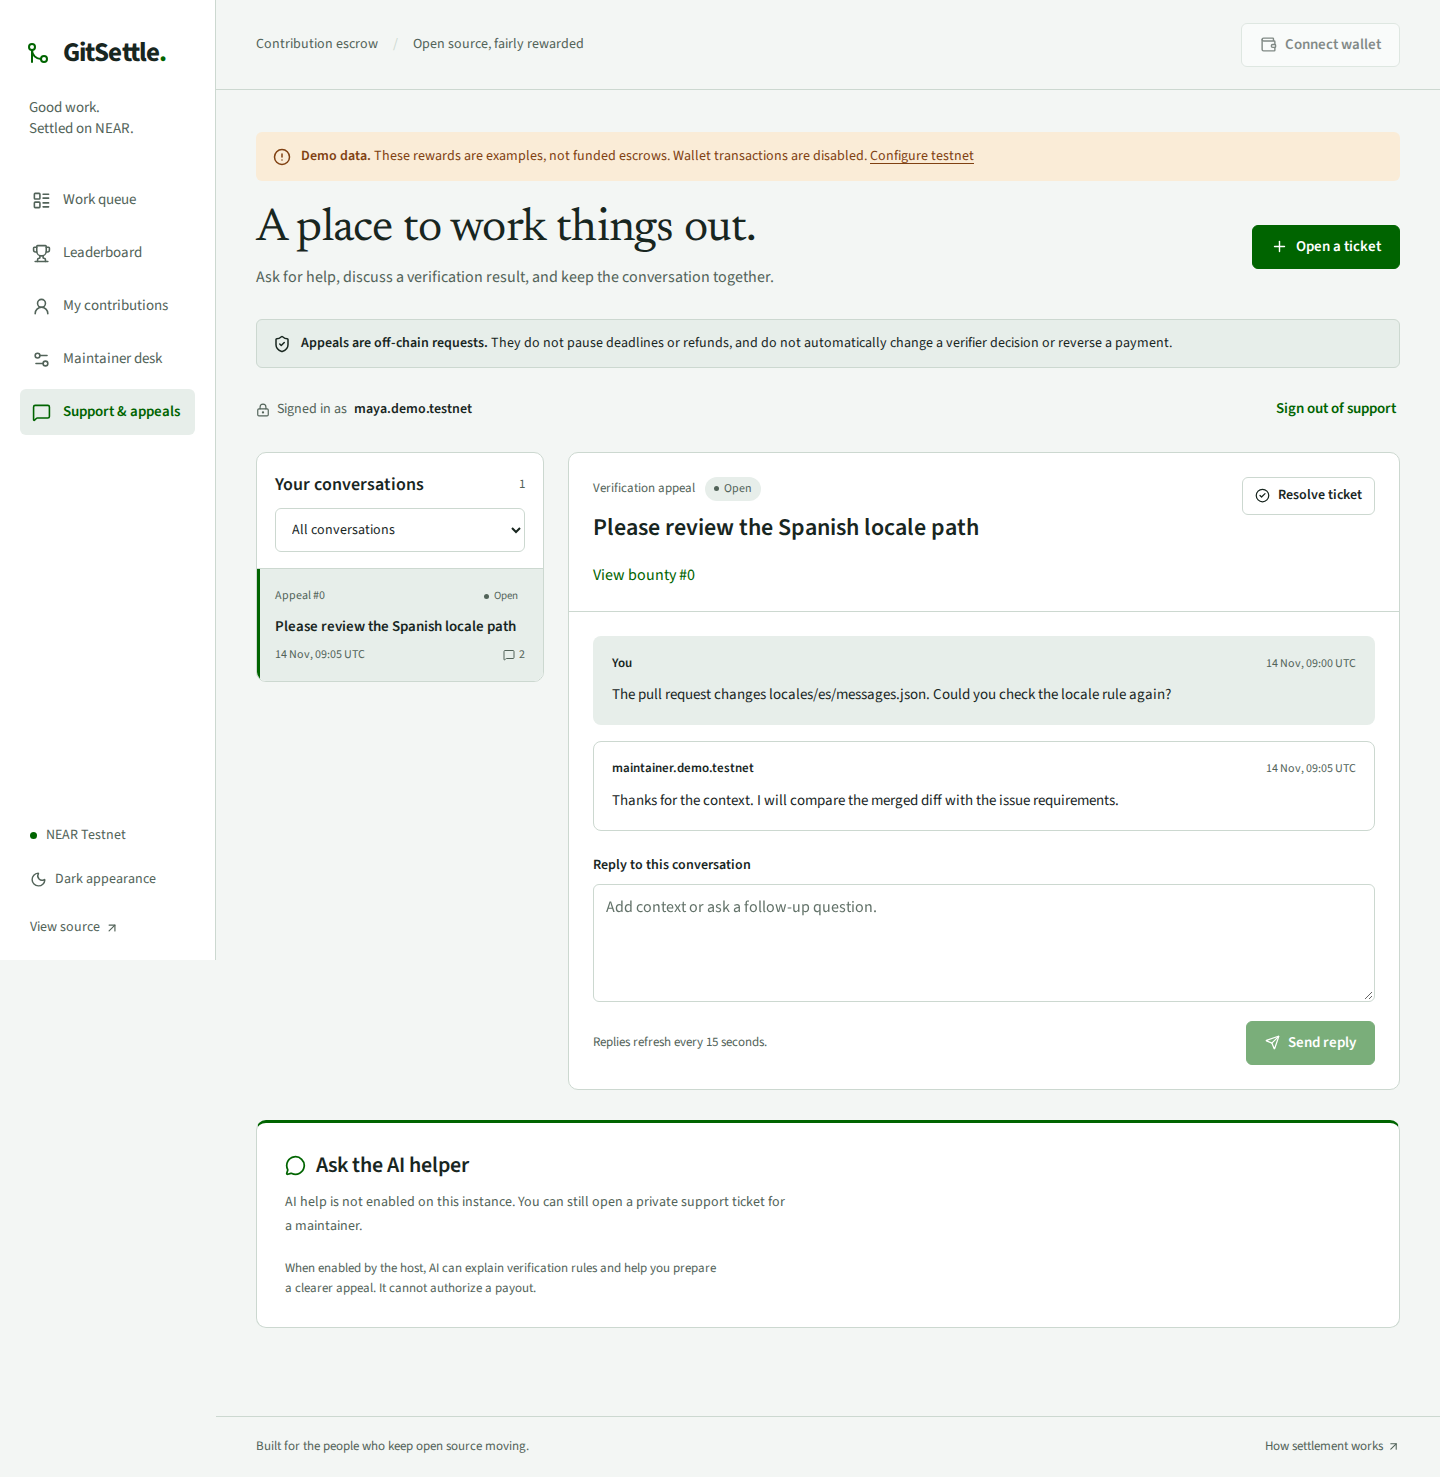 GitSettle.
Good work.
Settled on NEAR.
Work queue
Leaderboard
My contributions
Maintainer desk
Support & appeals
NEAR Testnet
Dark appearance
View source
Contribution escrow / Open source, fairly rewarded
Connect wallet
Demo data. These rewards are examples, not funded escrows. Wallet transactions are disabled. Configure testnet
A place to work things out.
Ask for help, discuss a verification result, and keep the conversation together.
Open a ticket
Appeals are off-chain requests. They do not pause deadlines or refunds, and do not automatically change a verifier decision or reverse a payment.
Signed in as maya.demo.testnet
Sign out of support
Your conversations 1
All conversations
Appeal #0 Open
Please review the Spanish locale path
14 Nov, 09:05 UTC 2
Verification appeal Open
Resolve ticket
Please review the Spanish locale path
View bounty #0
You 14 Nov, 09:00 UTC
The pull request changes locales/es/messages.json. Could you check the locale rule again?
maintainer.demo.testnet 14 Nov, 09:05 UTC
Thanks for the context. I will compare the merged diff with the issue requirements.
Reply to this conversation
Add context or ask a follow-up question.
Replies refresh every 15 seconds.
Send reply
Ask the AI helper
AI help is not enabled on this instance. You can still open a private support ticket for
a maintainer.
When enabled by the host, AI can explain verification rules and help you prepare
a clearer appeal. It cannot authorize a payout.
Built for the people who keep open source moving.
How settlement works